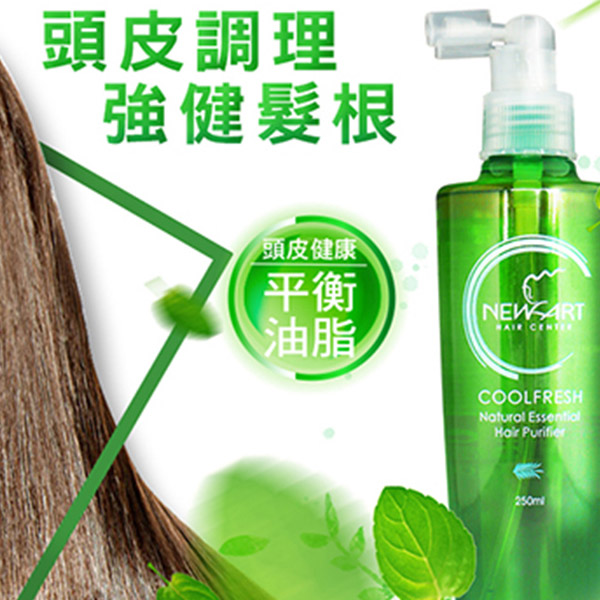 頭皮調理
強健髮根
頭皮健康
平衡
油脂
NEWSART
HAIR CENTER
COOLFRESH
Natural Essential
Hair Purifier
250ml